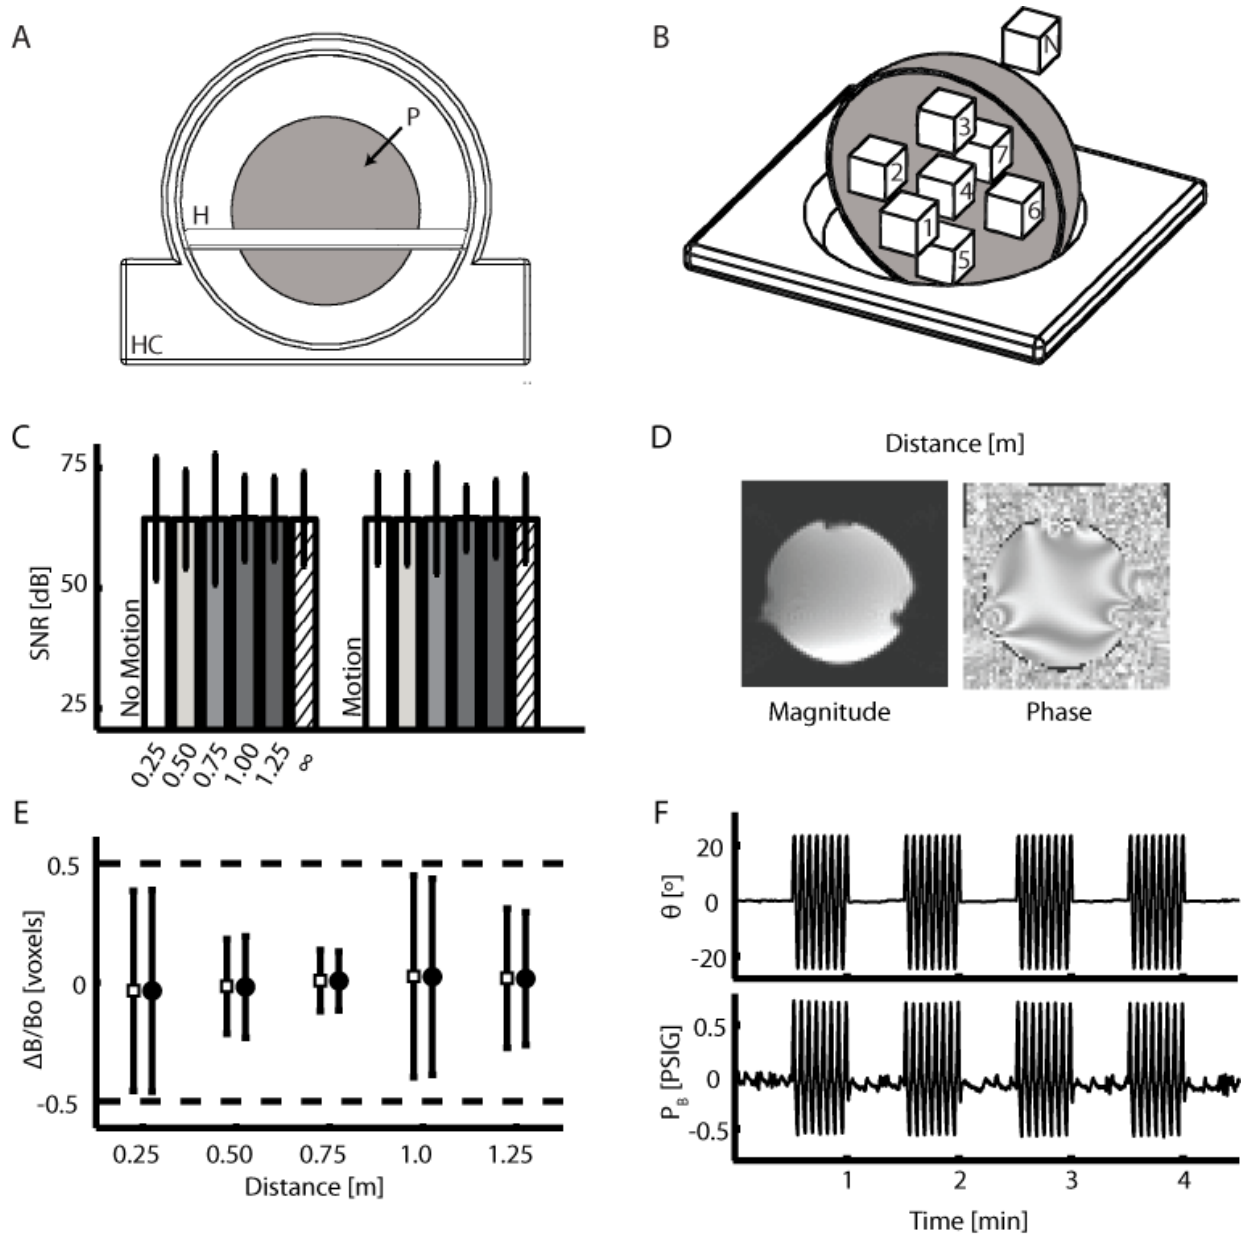 A
P
H
HC
B
N
3
7
2
4
6
1
5
C
75
50
25
SNR [dB]
No Motion
Motion
0.25
0.50
0.75
1.00
1.25
∞
D
Distance [m]
Magnitude
Phase
E
0.5
0
-0.5
ΔB/Bo [voxels]
0.25
0.50
0.75
1.0
1.25
Distance [m]
F
20
0
-20
θ [º]
0.5
0
-0.5
P_B [PSIG]
1
2
3
4
Time [min]